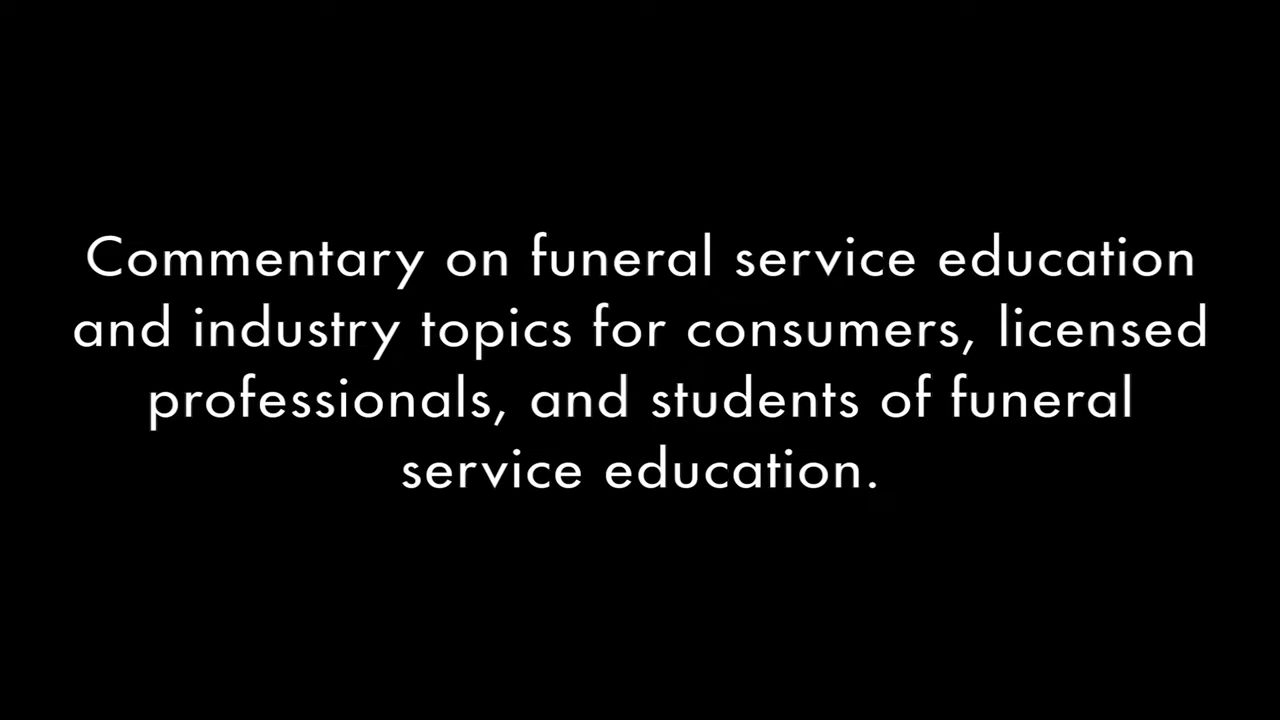 Commentary on funeral service education
and industry topics for consumers, licensed
professionals, and students of funeral
service education.